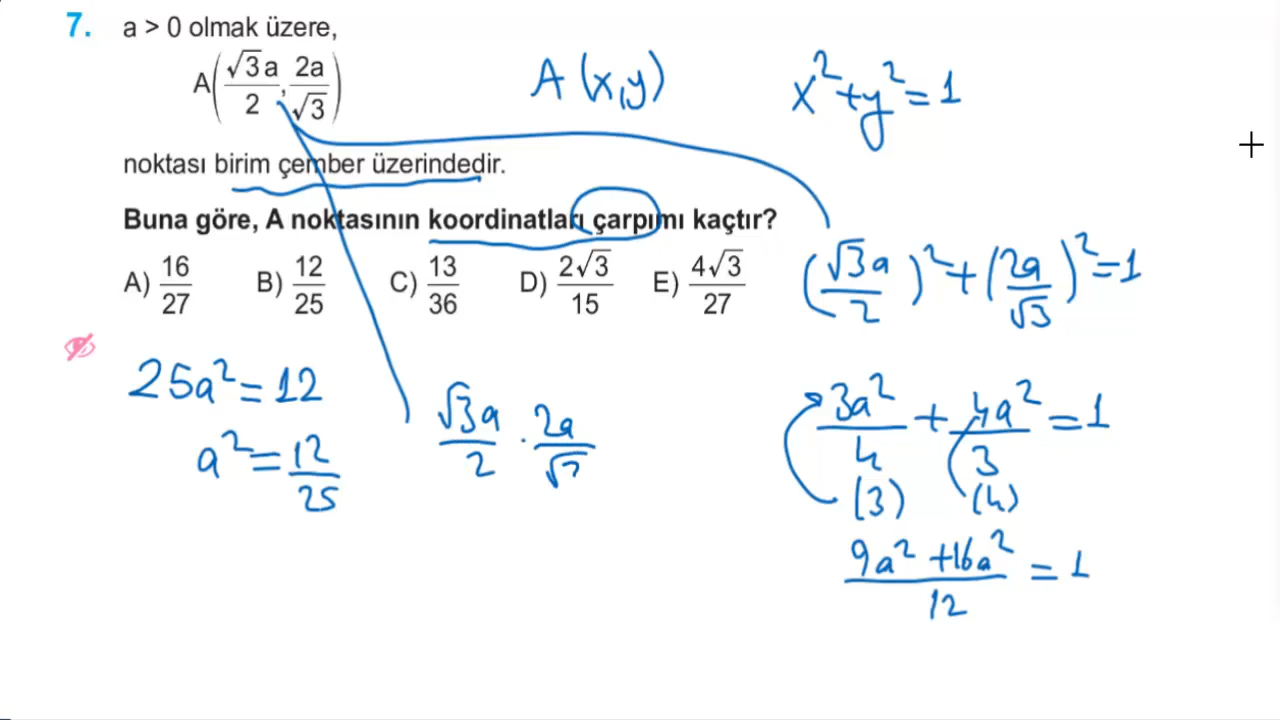 7. a > 0 olmak üzere,
A(√3a/2, 2a/√3)
noktası birim çember üzerindedir.
Buna göre, A noktasının koordinatları çarpımı kaçtır?
A) 16/27 B) 12/25 C) 13/36 D) 2√3/15 E) 4√3/27
A(x,y)
x²+y²=1
(√3a/2)²+(2a/√3)²=1
3a²/4 + 4a²/3 = 1
(3) (4)
9a²+16a²/12 = 1
25a²=12
a²=12/25
√3a/2 · 2a/√3